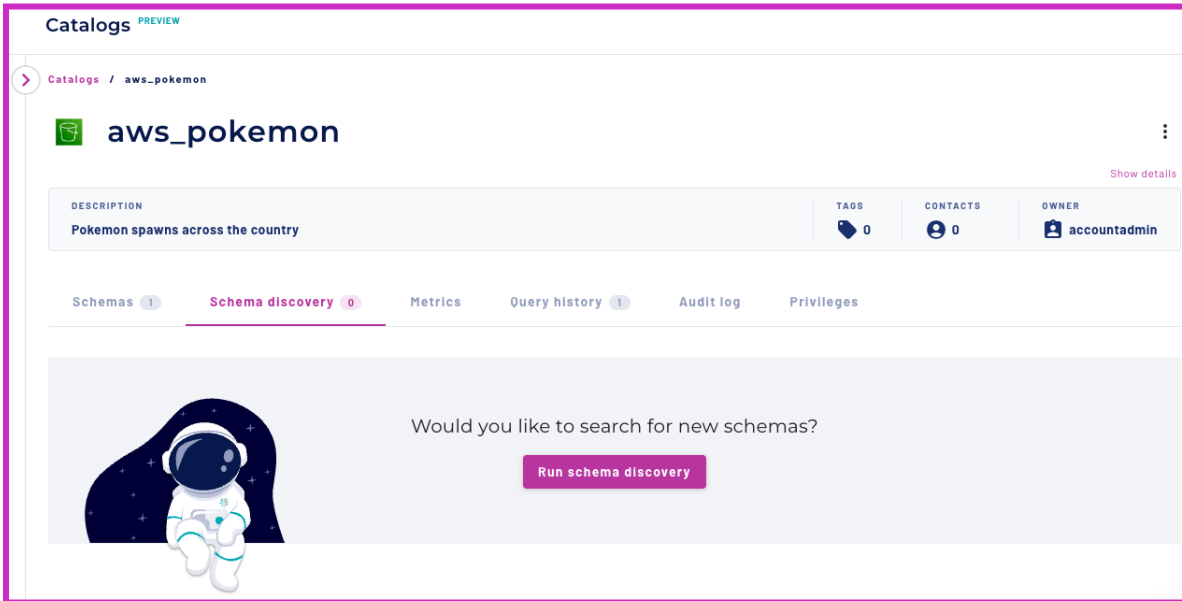 Catalogs PREVIEW
Catalogs / aws_pokemon
aws_pokemon
Show details
DESCRIPTION
Pokemon spawns across the country
TAGS
0
CONTACTS
0
OWNER
accountadmin
Schemas 1 Schema discovery 0 Metrics Query history 1 Audit log Privileges
Would you like to search for new schemas?
Run schema discovery